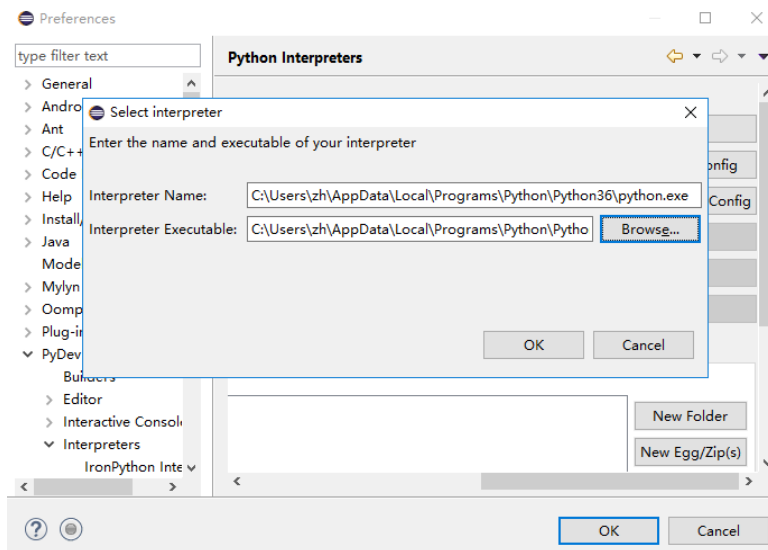 Preferences
type filter text
Python Interpreters
General
Andro
Ant
C/C++
Code
Help
Install/
Java
Mode
Mylyn
Oomp
Plug-in
PyDev
Builders
Editor
Interactive Consol
Interpreters
IronPython Inte
Select interpreter
Enter the name and executable of your interpreter
Interpreter Name:
C:\Users\zh\AppData\Local\Programs\Python\Python36\python.exe
Interpreter Executable:
C:\Users\zh\AppData\Local\Programs\Python\Pytho
Browse...
OK
Cancel
onfig
Config
New Folder
New Egg/Zip(s)
OK
Cancel